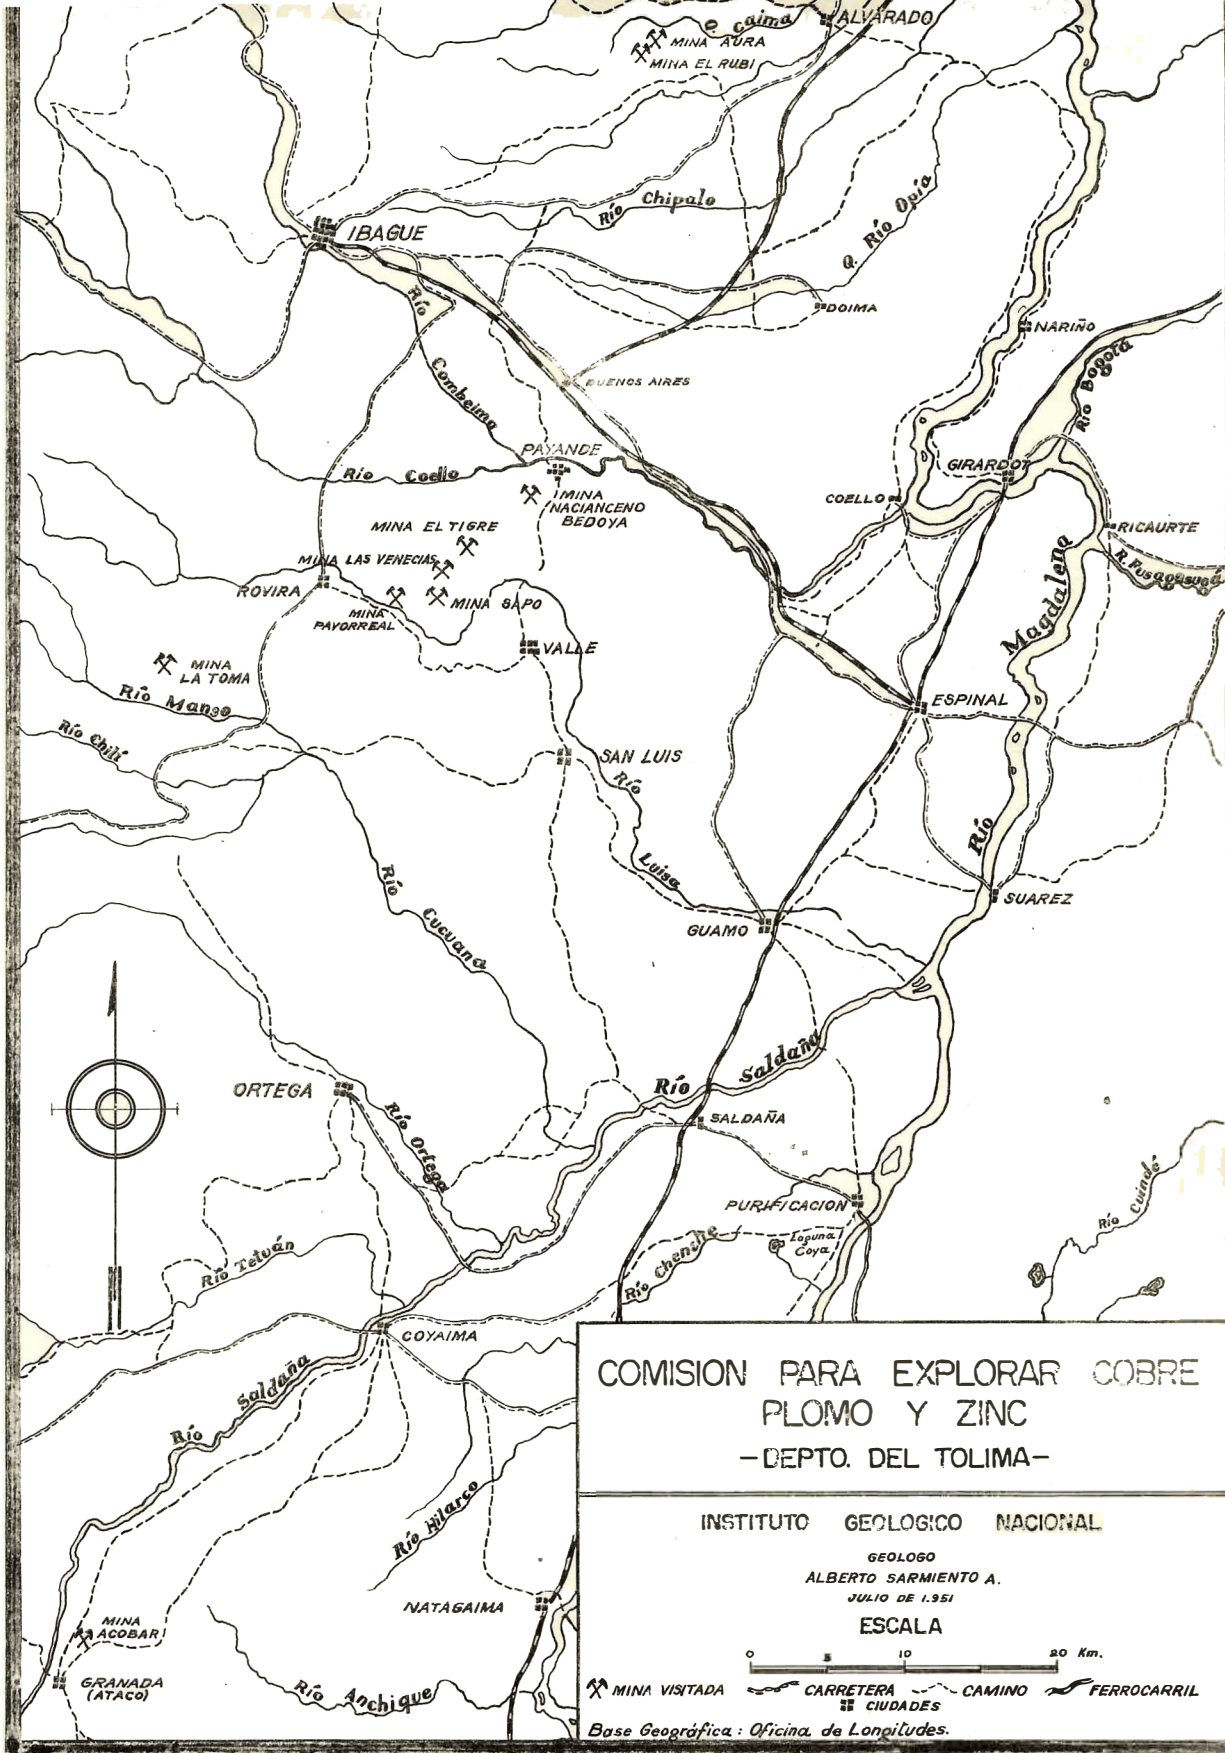 Q. Caima
ALVARADO
MINA AURA
MINA EL RUBI
Río Chipalo
Q. Río Opía
IBAGUE
Río Combeima
DOIMA
NARIÑO
BUENOS AIRES
Río Bogotá
PAYANDE
Río Coello
GIRARDOT
MINA
NACIANCENO
BEDOYA
COELLO
RICAURTE
MINA EL TIGRE
MINA LAS VENECIAS
R. Fusagasugá
ROVIRA
MINA SAPO
MINA
PAVORREAL
Río Magdalena
VALLE
MINA
LA TOMA
Río Mango
ESPINAL
Río Chilí
SAN LUIS
Río Luisa
Río Cucuana
SUAREZ
GUAMO
Río Saldaña
ORTEGA
Río Ortega
SALDAÑA
PURIFICACION
Río Cuindé
Laguna
Coya
Río Chenche
Río Tetuán
COYAIMA
Río Saldaña
Río Hilarco
NATAGAIMA
MINA
ACOBAR
GRANADA
(ATACO)
Río Anchique
COMISION PARA EXPLORAR COBRE
PLOMO Y ZINC
-DEPTO. DEL TOLIMA-
INSTITUTO GEOLOGICO NACIONAL
GEOLOGO
ALBERTO SARMIENTO A.
JULIO DE 1.951
ESCALA
0 5 10 20 Km.
MINA VISITADA CARRETERA CAMINO FERROCARRIL
CIUDADES
Base Geográfica: Oficina de Longitudes.